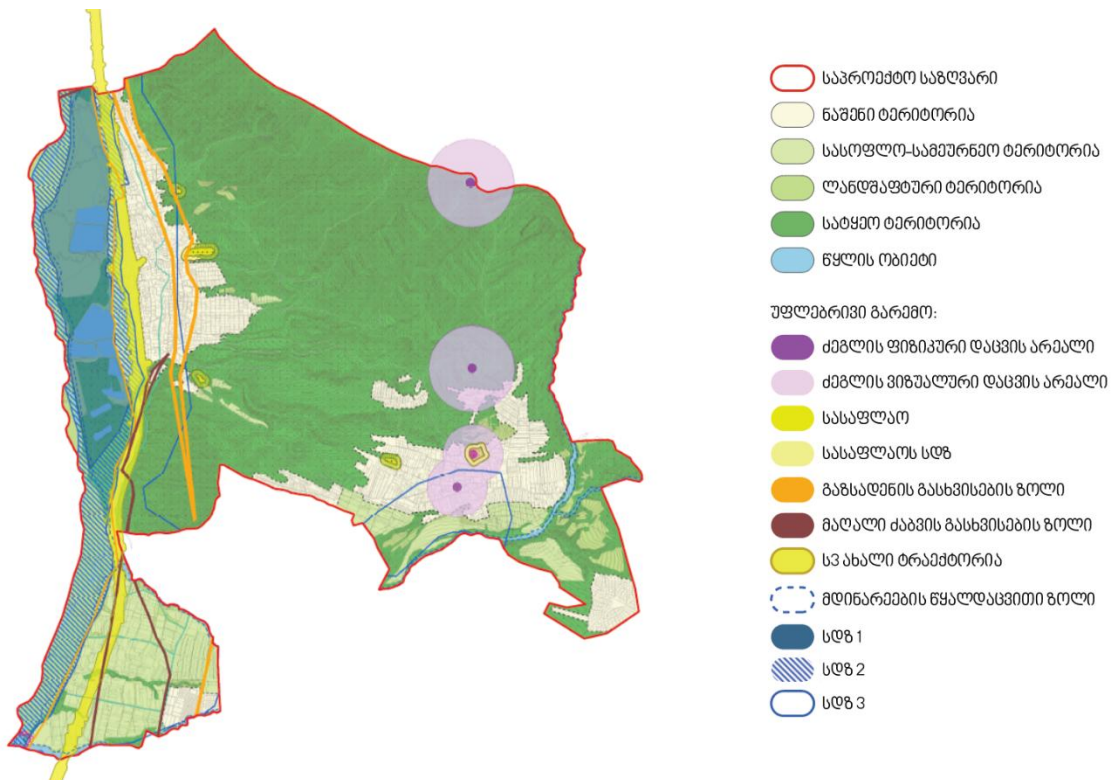 საპროექტო საზღვარი
ნაშენი ტერიტორია
სასოფლო-სამეურნეო ტერიტორია
ლანდშაფტური ტერიტორია
სატყეო ტერიტორია
წყლის ობიეტი
უფლებრივი გარემო:
ძეგლის ფიზიკური დაცვის არეალი
ძეგლის ვიზუალური დაცვის არეალი
სასაფლაო
სასაფლაოს სდზ
გაზსადენის გასხვისების ზოლი
მაღალი ძაბვის გასხვისების ზოლი
ს3 ახალი ტრაექტორია
მდინარეების წყალდაცვითი ზოლი
სდზ 1
სდზ 2
სდზ 3